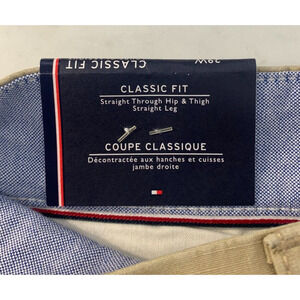 CLASSIC FIT
38W
CLASSIC FIT
Straight Through Hip & Thigh
Straight Leg
COUPE CLASSIQUE
Décontractée aux hanches et cuisses
jambe droite